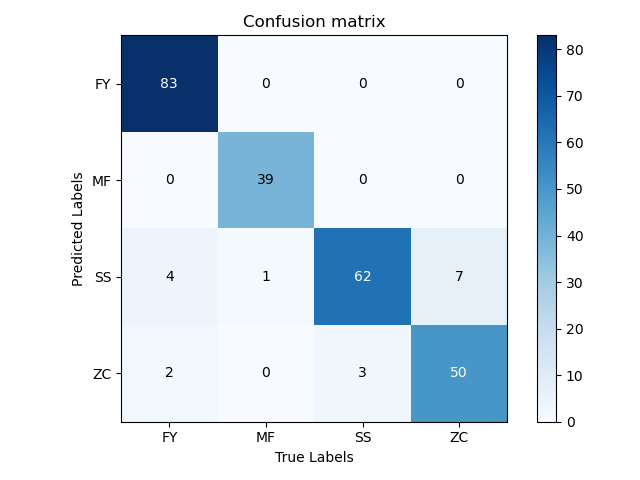 Confusion matrix
Predicted Labels
FY 83 0 0 0
MF 0 39 0 0
SS 4 1 62 7
ZC 2 0 3 50
FY MF SS ZC
True Labels
80
70
60
50
40
30
20
10
0